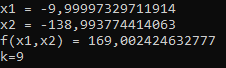 x1 = -9,99997329711914
x2 = -138,993774414063
f(x1,x2) = 169,002424632777
k=9